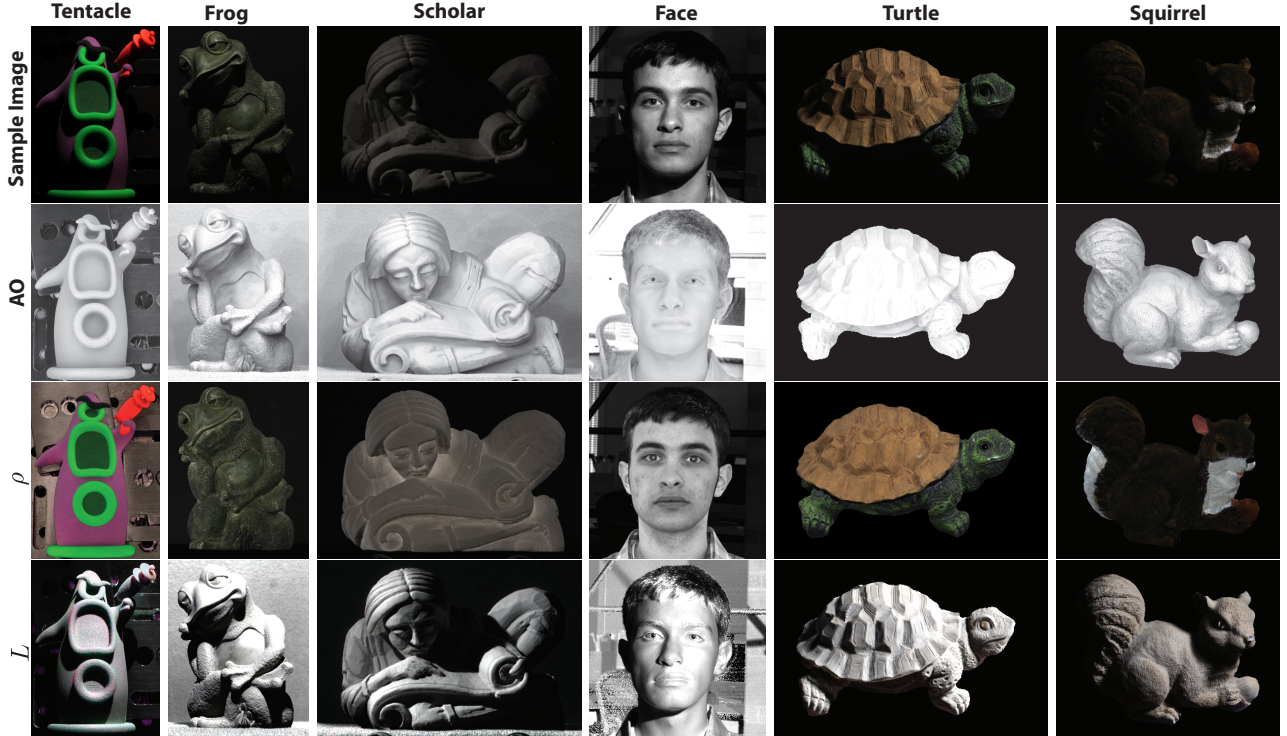 Tentacle Frog Scholar Face Turtle Squirrel
Sample Image
AO
ρ
L